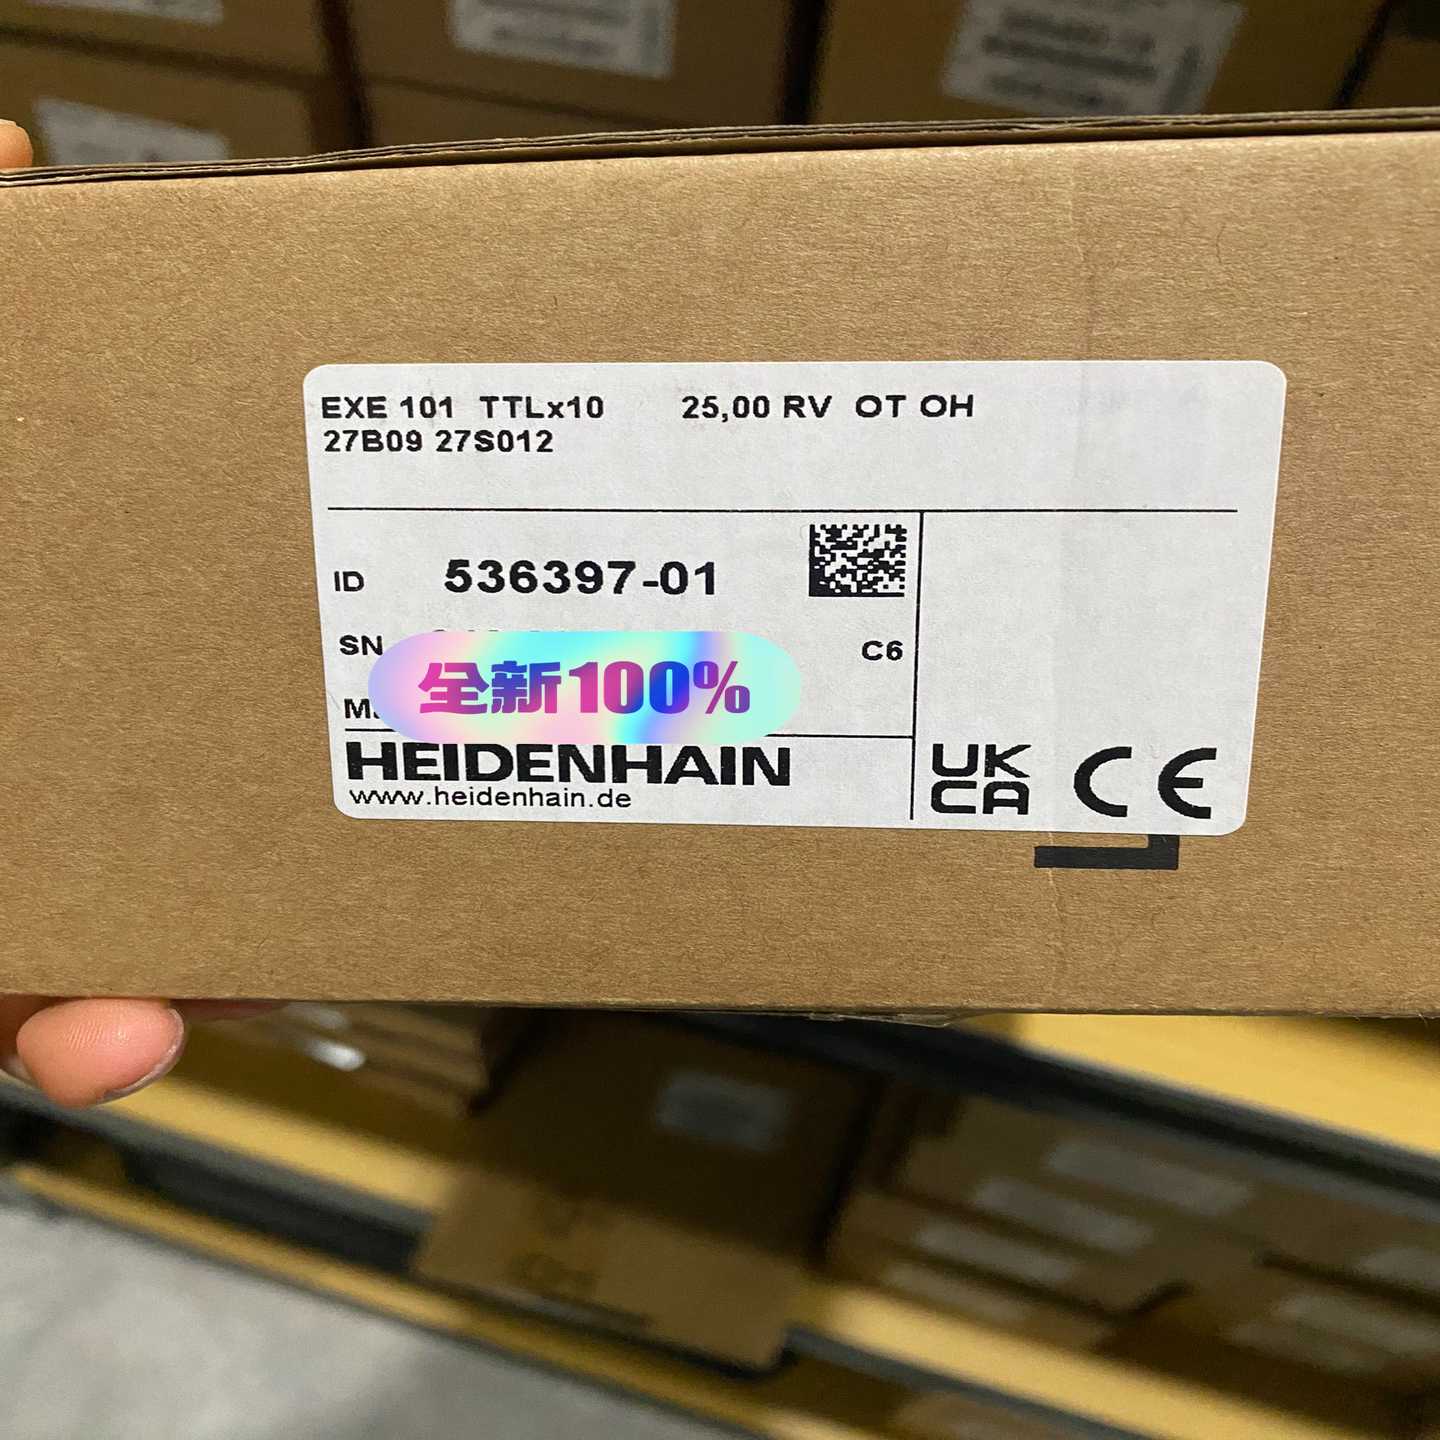 EXE 101 TTLx10 25,00 RV OT OH
27B09 27S012
ID 536397-01
SN C6
全新100%
HEIDENHAIN
www.heidenhain.de
UK
CA CE